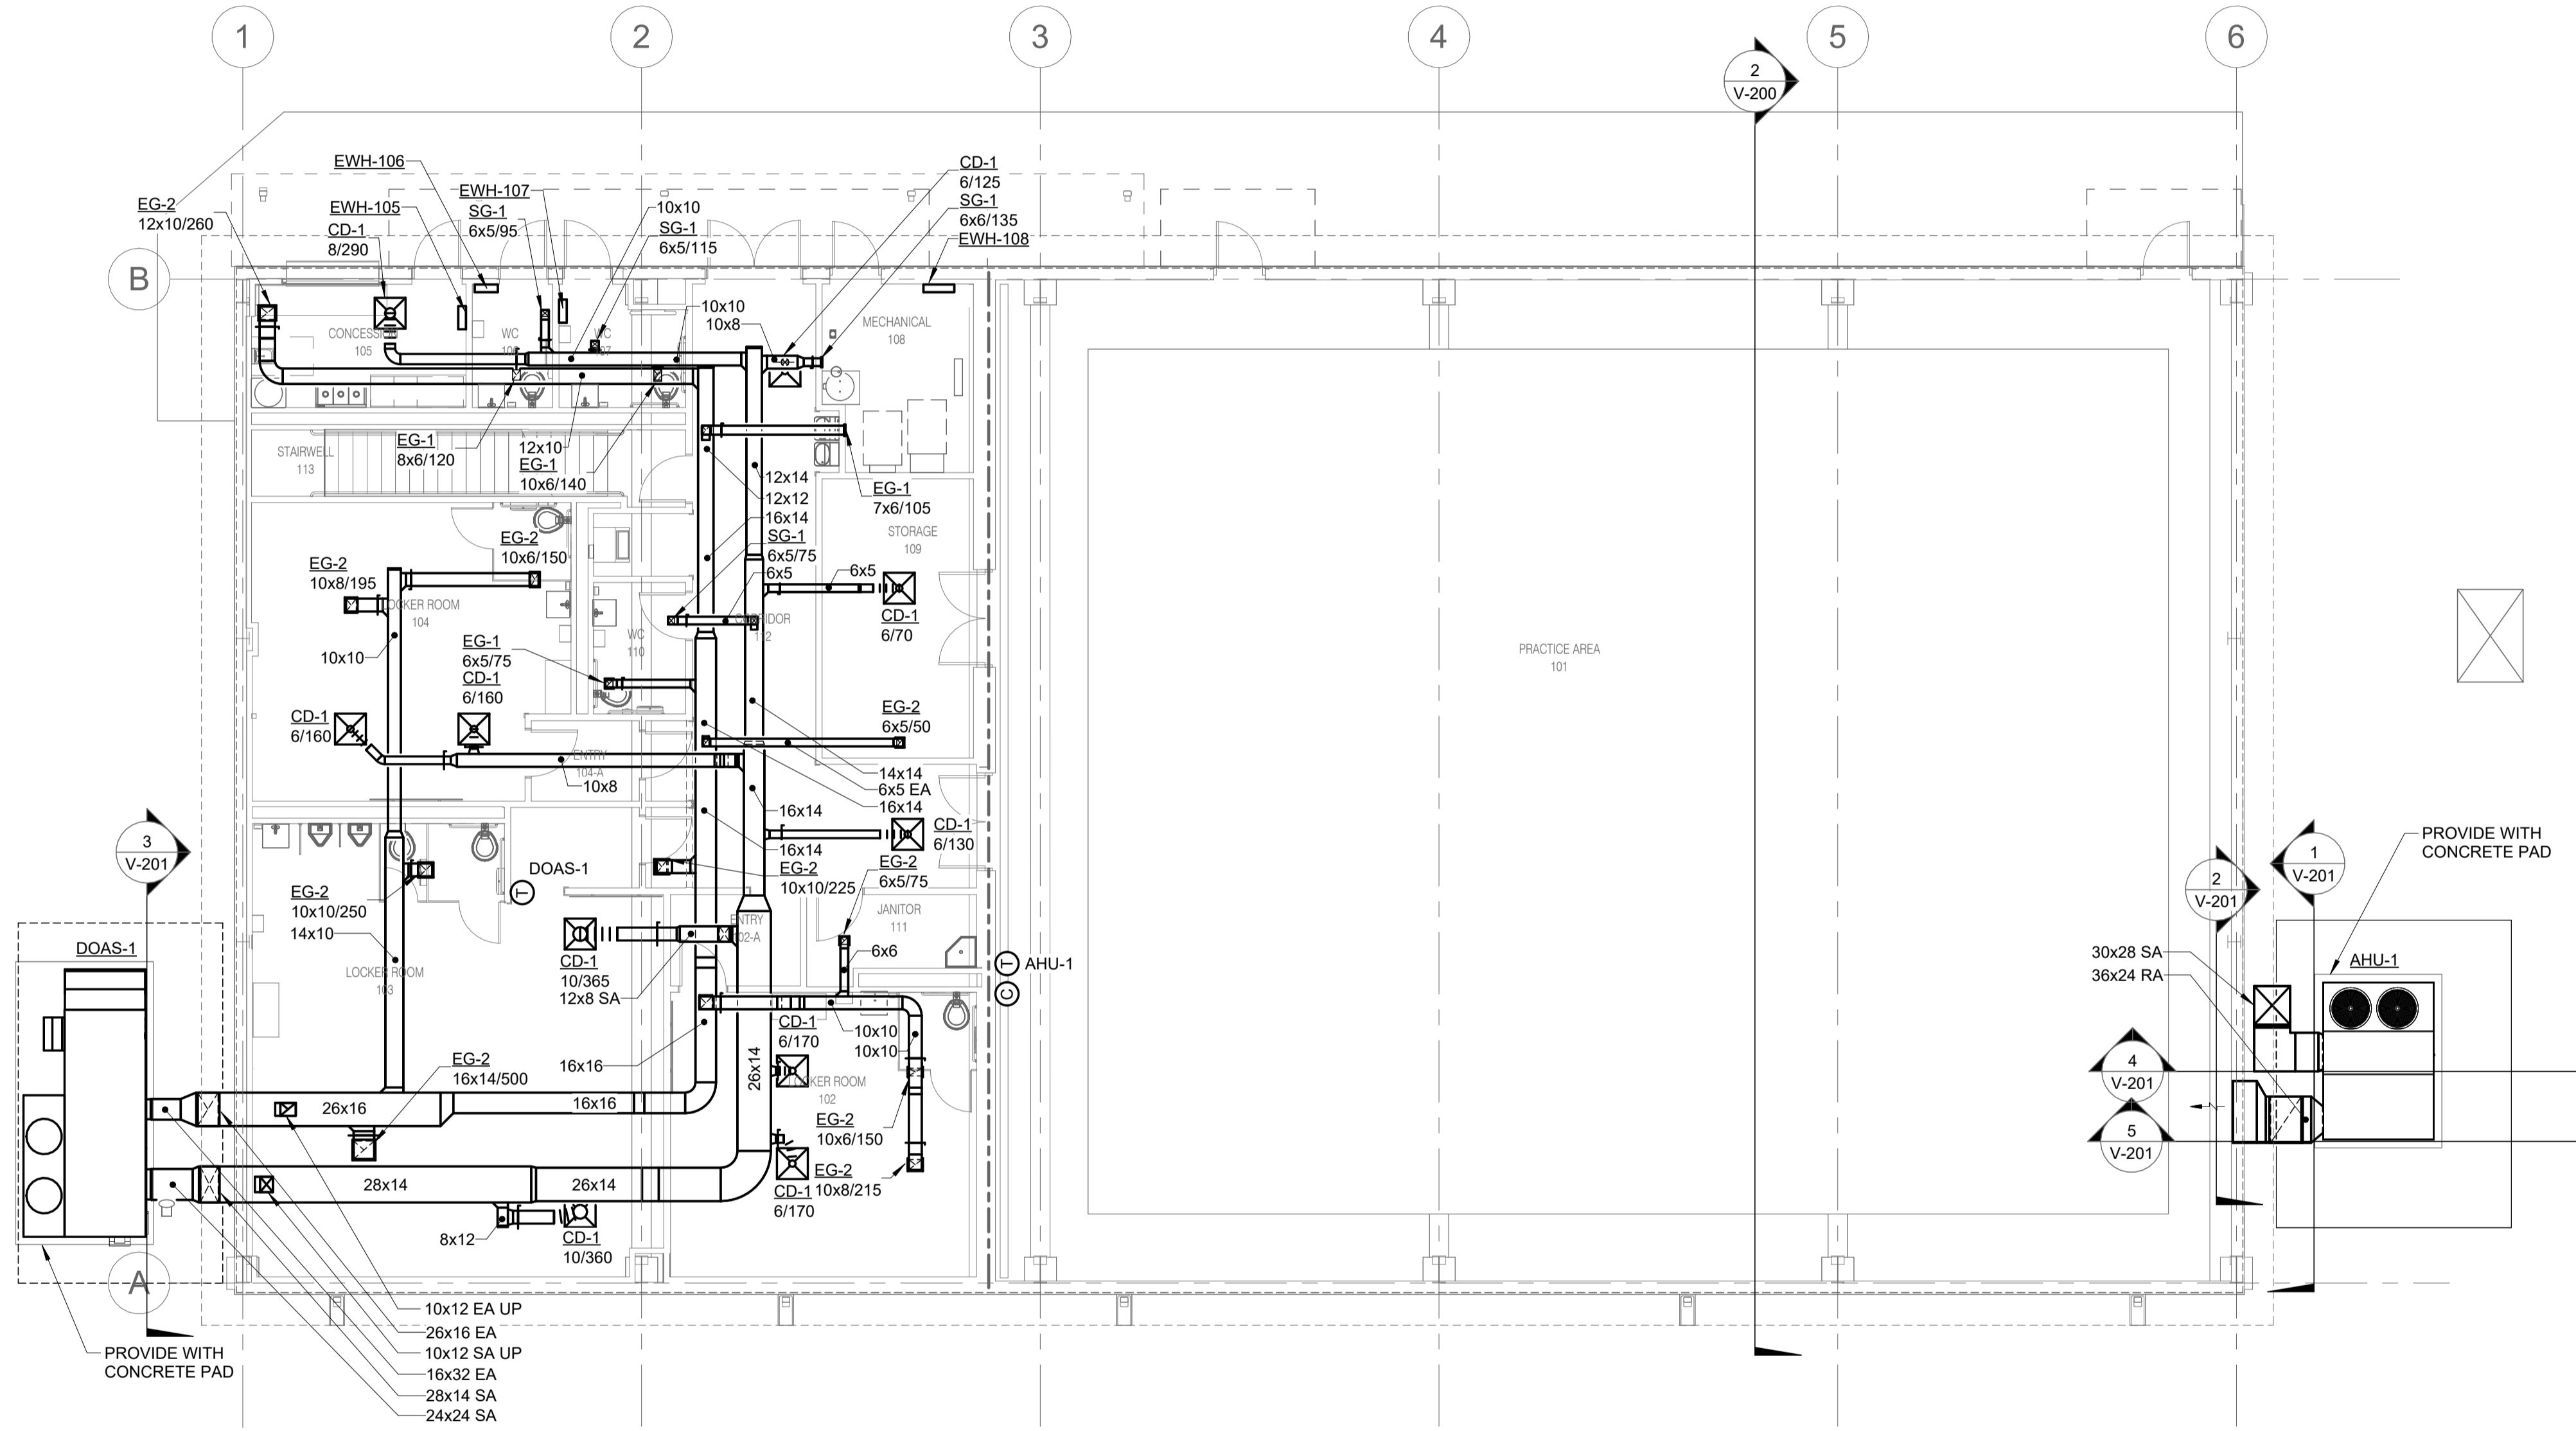 1
2
3
4
5
6
2
V-200
EWH-106
CD-1
6/125
EWH-107
EG-2
12x10/260
EWH-105
SG-1
6x5/95
10x10
SG-1
6x6/135
CD-1
8/290
SG-1
6x5/115
EWH-108
B
10x10
10x8
MECHANICAL
108
CONCESSION
105
WC
106
WC
107
EG-1
8x6/120
12x10
EG-1
10x6/140
STAIRWELL
113
12x14
12x12
16x14
EG-1
7x6/105
SG-1
6x5/75
6x5
6x5
STORAGE
109
EG-2
10x6/150
EG-2
10x8/195
LOCKER ROOM
104
CD-1
6/70
CORRIDOR
112
WC
110
10x10
EG-1
6x5/75
CD-1
6/160
PRACTICE AREA
101
CD-1
6/160
EG-2
6x5/50
ENTRY
104-A
10x8
14x14
6x5 EA
16x14
16x14
3
V-201
CD-1
6/130
16x14
EG-2
10x10/225
EG-2
6x5/75
PROVIDE WITH
CONCRETE PAD
1
V-201
2
V-201
DOAS-1
T
EG-2
10x10/250
14x10
JANITOR
111
ENTRY
102-A
DOAS-1
6x6
CD-1
10/365
12x8 SA
T
AHU-1
C
30x28 SA
36x24 RA
AHU-1
LOCKER ROOM
103
CD-1
6/170
10x10
10x10
16x16
EG-2
16x14/500
26x14
LOCKER ROOM
102
4
V-201
26x16
16x16
EG-2
10x6/150
5
V-201
28x14
26x14
EG-2
10x8/215
CD-1
6/170
8x12
CD-1
10/360
A
10x12 EA UP
26x16 EA
10x12 SA UP
16x32 EA
28x14 SA
24x24 SA
PROVIDE WITH
CONCRETE PAD